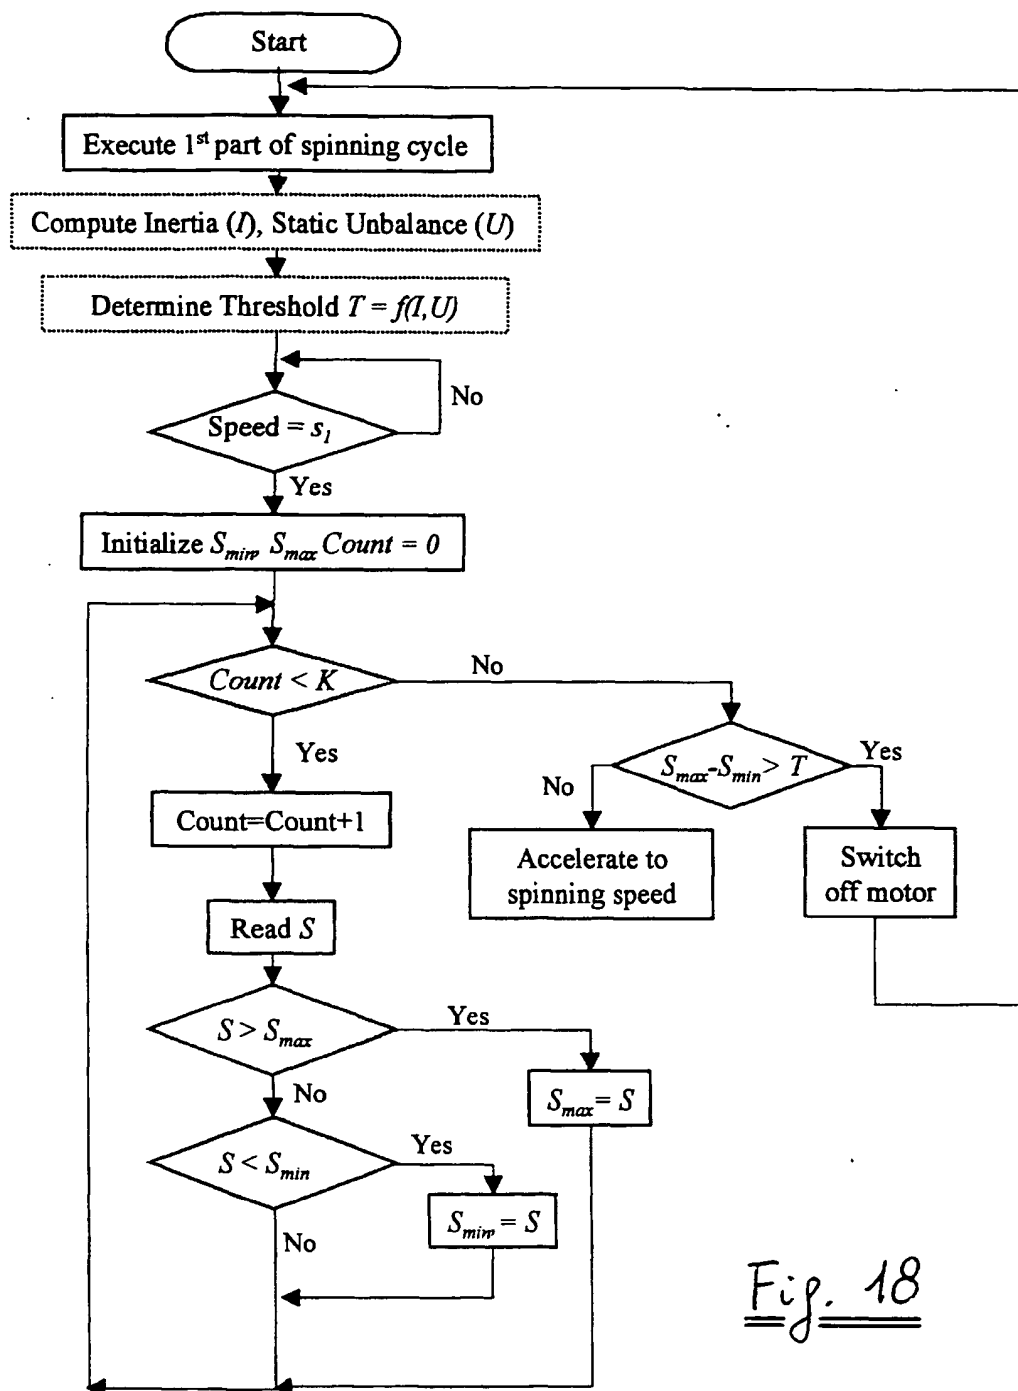 Start
Execute 1st part of spinning cycle
Compute Inertia (I), Static Unbalance (U)
Determine Threshold T = f(I,U)
No
Speed = s1
Yes
Initialize Smin, Smax Count = 0
Count < K
No
Yes
Smax-Smin > T
Yes
No
Count=Count+1
Accelerate to
spinning speed
Switch
off motor
Read S
S > Smax
Yes
No
Smax = S
S < Smin
Yes
Smin = S
No
Fig. 18